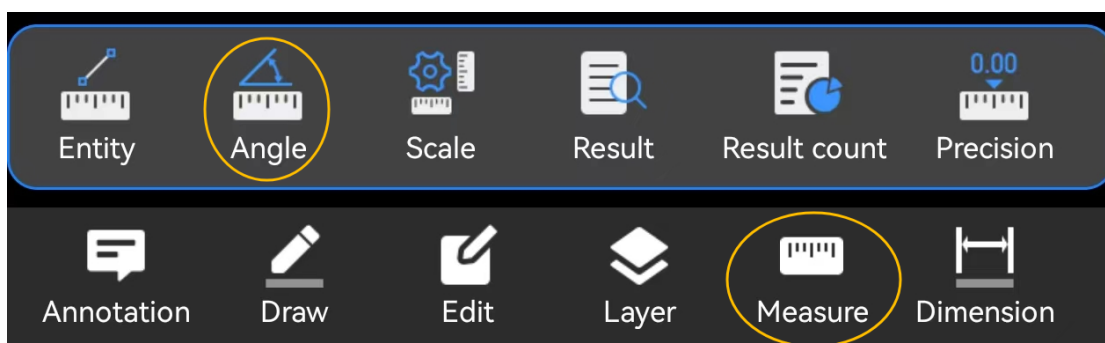 0.00
Entity Angle Scale Result Result count Precision
Annotation Draw Edit Layer Measure Dimension